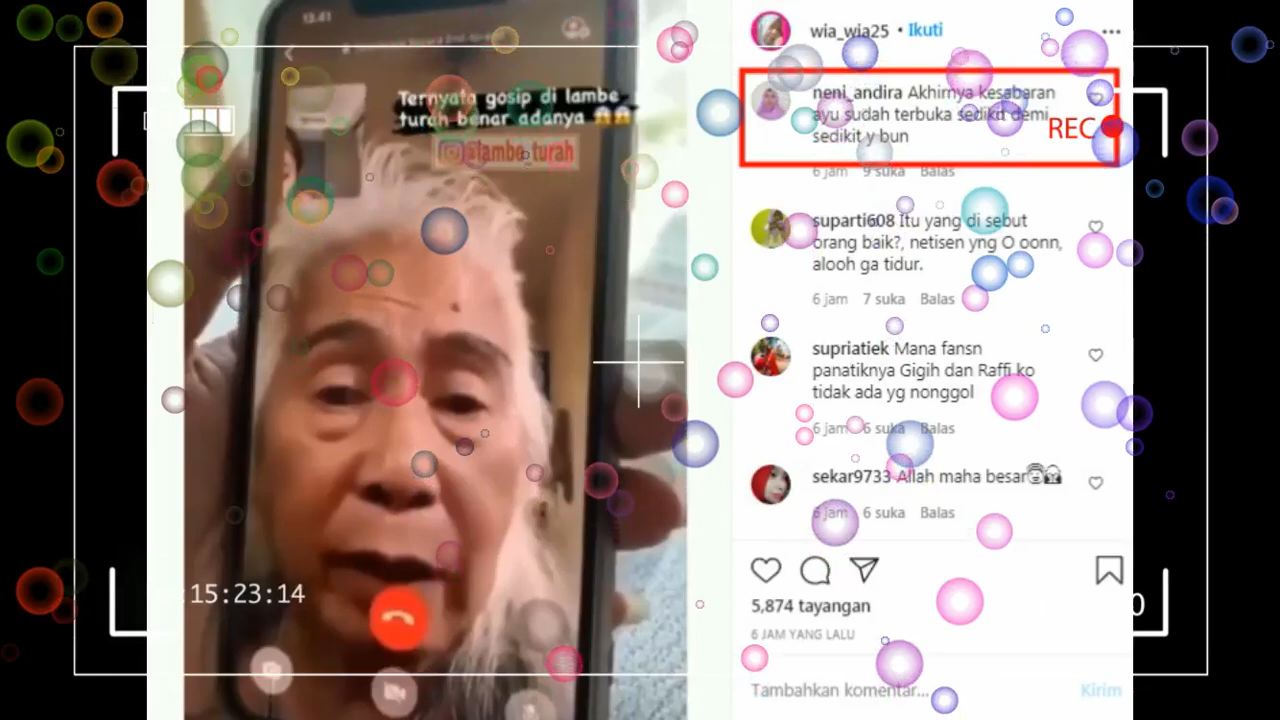 13.41
Ternyata gosip di lambe
turah benar adanya
@lambe_turah
15:23:14
wia_wia25 • Ikuti
neni_andira Akhirnya kesabaran
ayu sudah terbuka sedikit demi
sedikit y bun
REC
6 jam 9 suka Balas
suparti608 Itu yang di sebut
orang baik?, netisen yng O oonn,
alooh ga tidur.
6 jam 7 suka Balas
supriatiek Mana fansn
panatiknya Gigih dan Raffi ko
tidak ada yg nonggol
6 jam 6 suka Balas
sekar9733 Allah maha besar
6 jam 6 suka Balas
5,874 tayangan
6 JAM YANG LALU
0
Tambahkan komentar...
Kirim